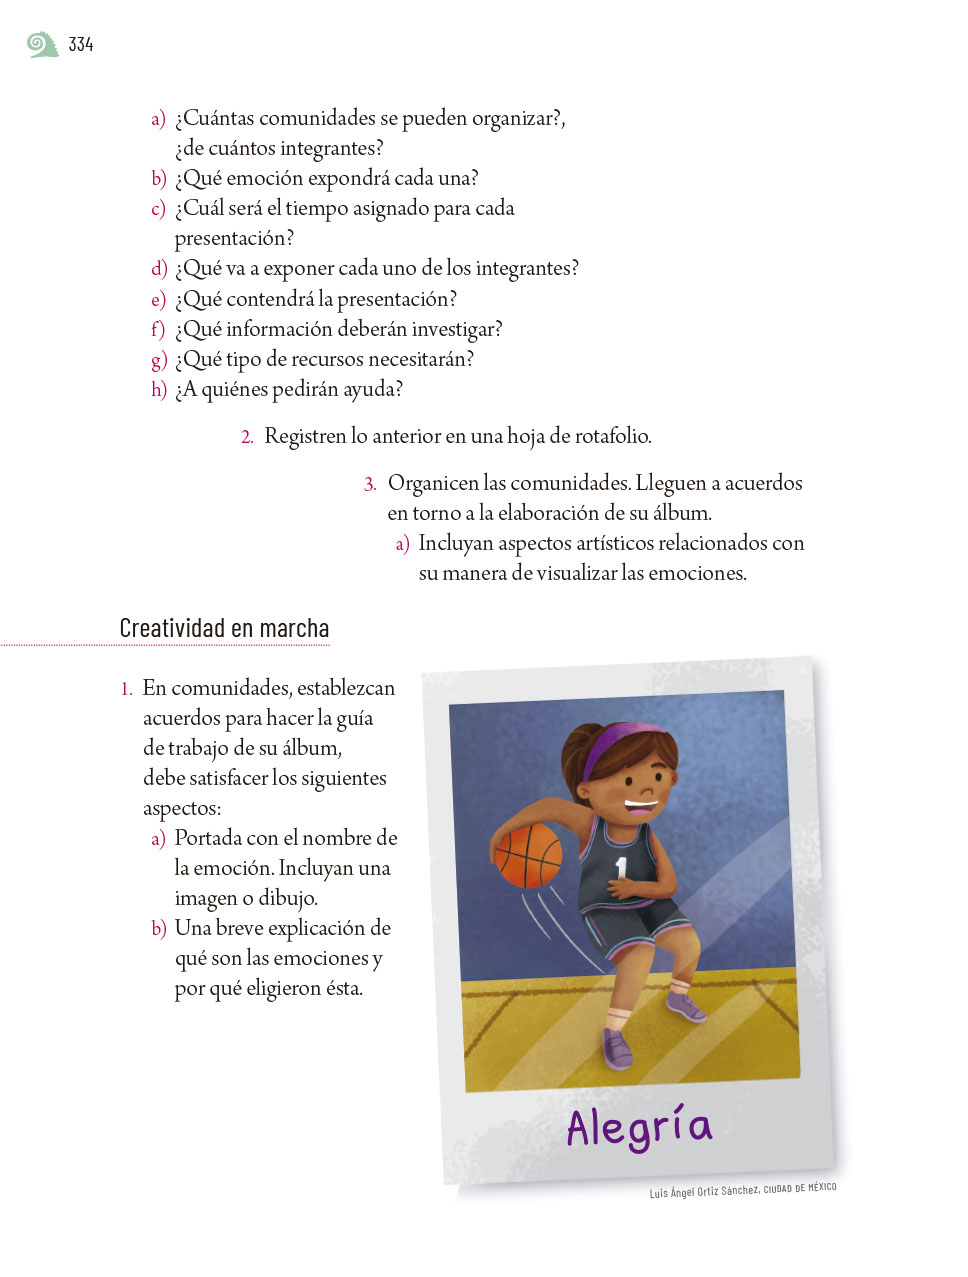 334
a) ¿Cuántas comunidades se pueden organizar?,
¿de cuántos integrantes?
b) ¿Qué emoción expondrá cada una?
c) ¿Cuál será el tiempo asignado para cada
presentación?
d) ¿Qué va a exponer cada uno de los integrantes?
e) ¿Qué contendrá la presentación?
f) ¿Qué información deberán investigar?
g) ¿Qué tipo de recursos necesitarán?
h) ¿A quiénes pedirán ayuda?
2. Registren lo anterior en una hoja de rotafolio.
3. Organicen las comunidades. Lleguen a acuerdos
en torno a la elaboración de su álbum.
a) Incluyan aspectos artísticos relacionados con
su manera de visualizar las emociones.
Creatividad en marcha
1. En comunidades, establezcan
acuerdos para hacer la guía
de trabajo de su álbum,
debe satisfacer los siguientes
aspectos:
a) Portada con el nombre de
la emoción. Incluyan una
imagen o dibujo.
b) Una breve explicación de
qué son las emociones y
por qué eligieron ésta.
1
Alegría
Luis Ángel Ortiz Sánchez, CIUDAD DE MÉXICO